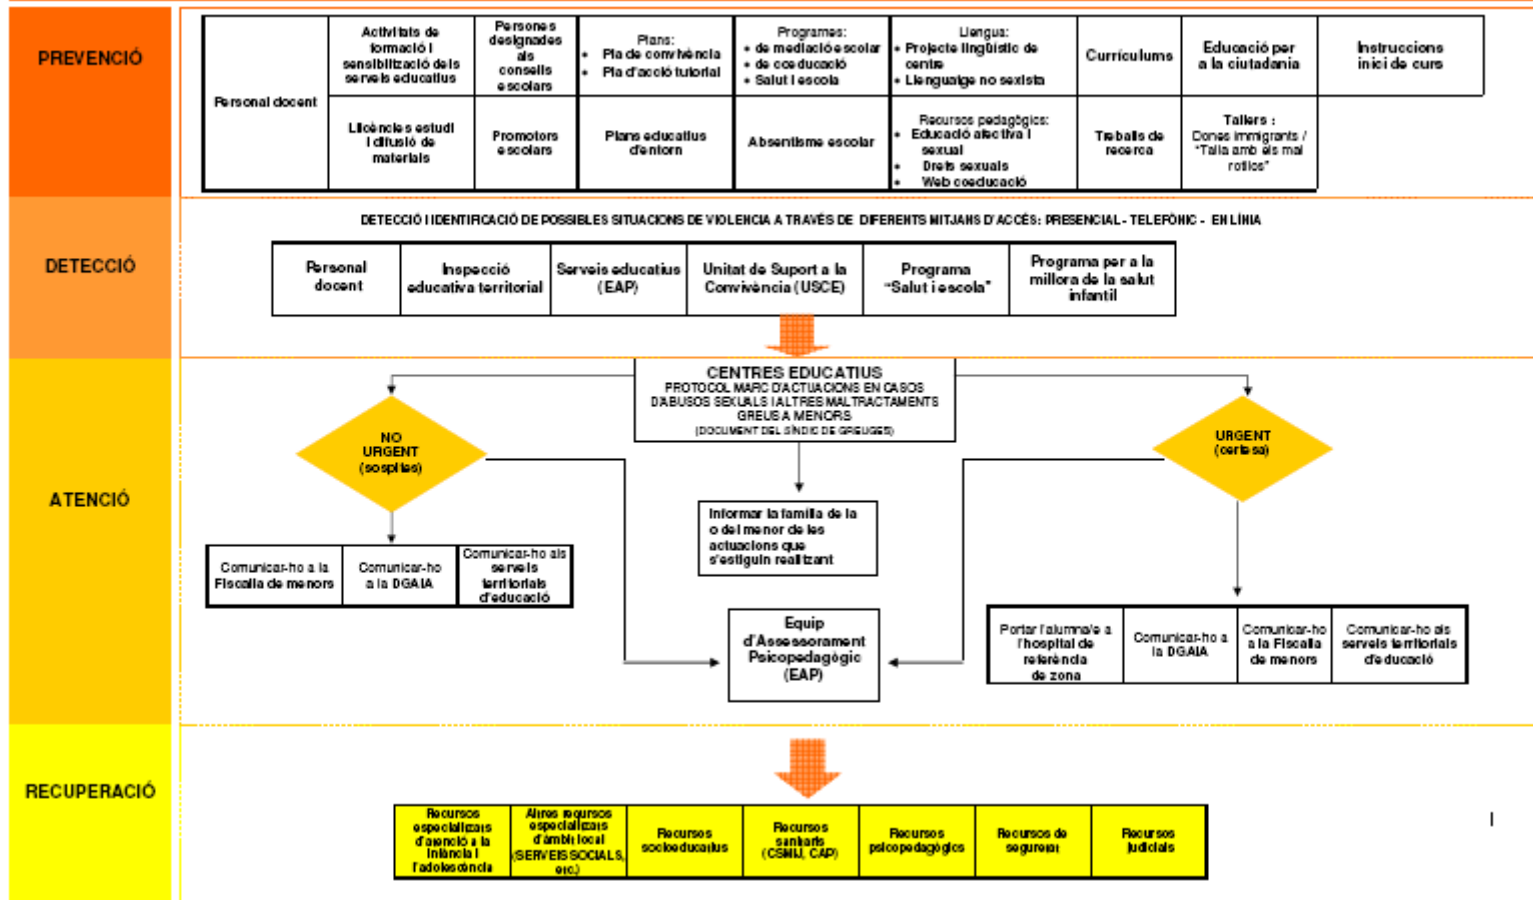 PREVENCIÓ
Personal docent
Activitats de
formació i
sensibilització dels
serveis educatius
Persones
designades
als
consells
escolars
Plans:
• Pla de convivència
• Pla d'acció tutorial
Programes:
• de mediació escolar
• de coeducació
• Salut i escola
Llengua:
• Projecte lingüístic de
centre
• Llenguatge no sexista
Currículums
Educació per
a la ciutadania
Instruccions
inici de curs
Llicències estudi
i difusió de
materials
Promotors
escolars
Plans educatius
d'entorn
Absentisme escolar
Recursos pedagògics:
• Educació afectiva i
sexual
• Drets sexuals
• Web coeducació
Treballs de
recerca
Tallers :
Dones immigrants /
"Talla amb els mal
rotllos"
DETECCIÓ
DETECCIÓ I IDENTIFICACIÓ DE POSSIBLES SITUACIONS DE VIOLENCIA A TRAVÉS DE DIFERENTS MITJANS D'ACCÉS: PRESENCIAL - TELEFÒNIC - EN LÍNIA
Personal
docent
Inspecció
educativa territorial
Serveis educatius
(EAP)
Unitat de Suport a la
Convivència (USCE)
Programa
"Salut i escola"
Programa per a la
millora de la salut
infantil
ATENCIÓ
CENTRES EDUCATIUS
PROTOCOL MARC D'ACTUACIONS EN CASOS
D'ABUSOS SEXUALS I ALTRES MALTRACTAMENTS
GREUS A MENORS
(DOCUMENT DEL SÍNDIC DE GREUGES)
NO
URGENT
(sospites)
URGENT
(certesa)
Informar la família de la
o del menor de les
actuacions que
s'estiguin realitzant
Comunicar-ho a la
Fiscalia de menors
Comunicar-ho
a la DGAIA
Comunicar-ho als
serveis
territorials
d'educació
Equip
d'Assessorament
Psicopedagògic
(EAP)
Portar l'alumna/e a
l'hospital de
referència
de zona
Comunicar-ho a
la DGAIA
Comunicar-ho
a la Fiscalia
de menors
Comunicar-ho als
serveis territorials
d'educació
RECUPERACIÓ
Recursos
especialitzats
d'atenció a la
infància i
l'adolescència
Altres recursos
especialitzats
d'àmbit local
(SERVEIS SOCIALS,
etc.)
Recursos
socioeducatius
Recursos
sanitaris
(CSMIJ, CAP)
Recursos
psicopedagògics
Recursos de
seguretat
Recursos
judicials